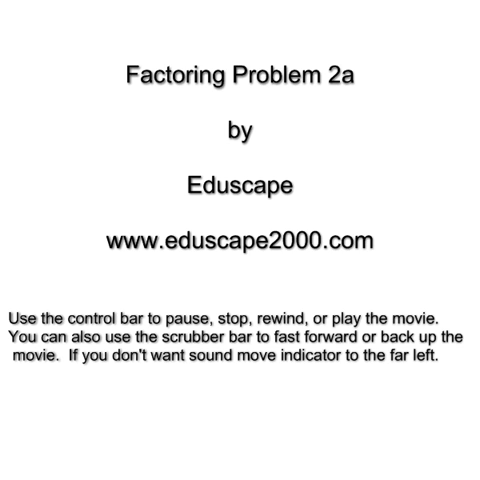 Factoring Problem 2a
by
Eduscape
www.eduscape2000.com
Use the control bar to pause, stop, rewind, or play the movie.
You can also use the scrubber bar to fast forward or back up the
movie.  If you don't want sound move indicator to the far left.